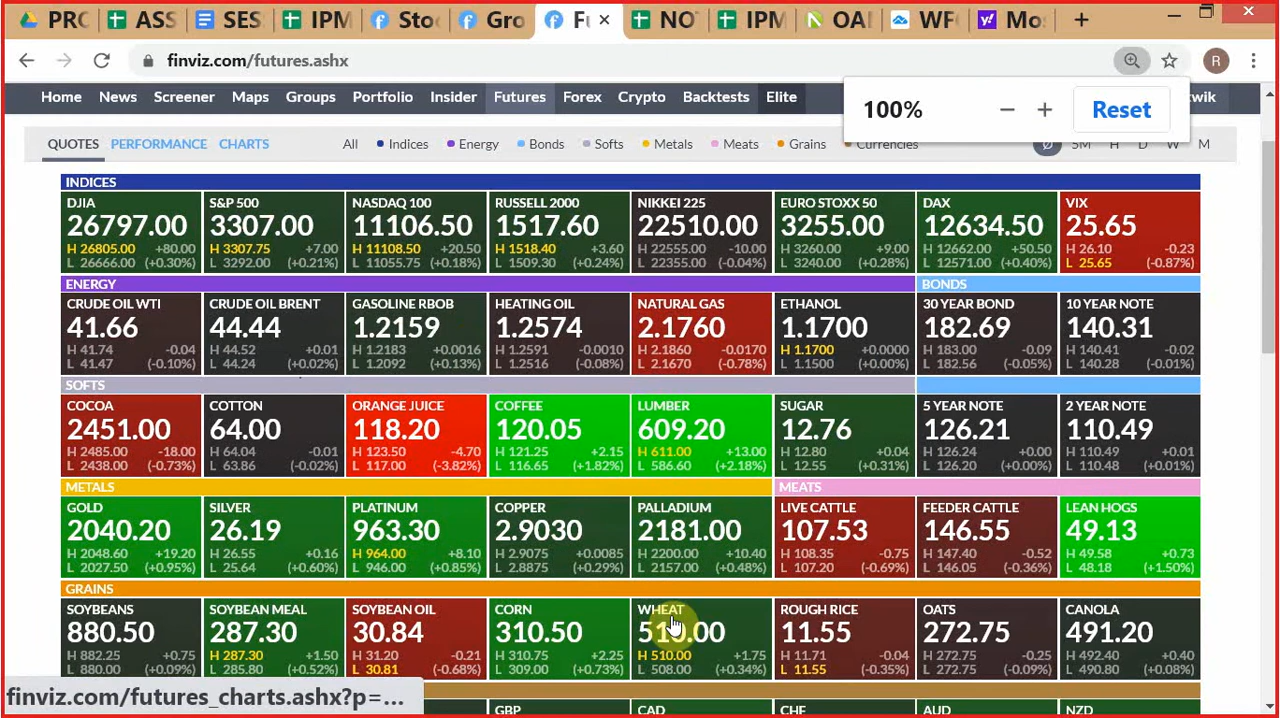 PRO ASS SES IPM Sto Gro Fu NO IPM OAI WF Mos
finviz.com/futures.ashx R
Home News Screener Maps Groups Portfolio Insider Futures Forex Crypto Backtests Elite kwik
100% − + Reset
QUOTES PERFORMANCE CHARTS All Indices Energy Bonds Softs Metals Meats Grains Currencies 5M H D W M
INDICES
DJIA S&P 500 NASDAQ 100 RUSSELL 2000 NIKKEI 225 EURO STOXX 50 DAX VIX
26797.00 3307.00 11106.50 1517.60 22510.00 3255.00 12634.50 25.65
H 26805.00 +80.00 H 3307.75 +7.00 H 11108.50 +20.50 H 1518.40 +3.60 H 22555.00 -10.00 H 3260.00 +9.00 H 12662.00 +50.50 H 26.10 -0.23
L 26666.00 (+0.30%) L 3292.00 (+0.21%) L 11055.75 (+0.18%) L 1509.30 (+0.24%) L 22355.00 (-0.04%) L 3240.00 (+0.28%) L 12571.00 (+0.40%) L 25.65 (-0.87%)
ENERGY BONDS
CRUDE OIL WTI CRUDE OIL BRENT GASOLINE RBOB HEATING OIL NATURAL GAS ETHANOL 30 YEAR BOND 10 YEAR NOTE
41.66 44.44 1.2159 1.2574 2.1760 1.1700 182.69 140.31
H 41.74 -0.04 H 44.52 +0.01 H 1.2183 +0.0016 H 1.2591 -0.0010 H 2.1860 -0.0170 H 1.1700 +0.0000 H 183.00 -0.09 H 140.41 -0.02
L 41.47 (-0.10%) L 44.24 (+0.02%) L 1.2092 (+0.13%) L 1.2516 (-0.08%) L 2.1670 (-0.78%) L 1.1500 (+0.00%) L 182.56 (-0.05%) L 140.28 (-0.01%)
SOFTS
COCOA COTTON ORANGE JUICE COFFEE LUMBER SUGAR 5 YEAR NOTE 2 YEAR NOTE
2451.00 64.00 118.20 120.05 609.20 12.76 126.21 110.49
H 2485.00 -18.00 H 64.04 -0.01 H 123.50 -4.70 H 121.25 +2.15 H 611.00 +13.00 H 12.80 +0.04 H 126.24 +0.00 H 110.49 +0.01
L 2438.00 (-0.73%) L 63.86 (-0.02%) L 117.00 (-3.82%) L 116.65 (+1.82%) L 586.60 (+2.18%) L 12.55 (+0.31%) L 126.20 (+0.00%) L 110.48 (+0.01%)
METALS MEATS
GOLD SILVER PLATINUM COPPER PALLADIUM LIVE CATTLE FEEDER CATTLE LEAN HOGS
2040.20 26.19 963.30 2.9030 2181.00 107.53 146.55 49.13
H 2048.60 +19.20 H 26.55 +0.16 H 964.00 +8.10 H 2.9075 +0.0085 H 2200.00 +10.40 H 108.35 -0.75 H 147.40 -0.52 H 49.58 +0.73
L 2027.50 (+0.95%) L 25.64 (+0.60%) L 946.00 (+0.85%) L 2.8875 (+0.29%) L 2157.00 (+0.48%) L 107.20 (-0.69%) L 146.05 (-0.36%) L 48.18 (+1.50%)
GRAINS
SOYBEANS SOYBEAN MEAL SOYBEAN OIL CORN WHEAT ROUGH RICE OATS CANOLA
880.50 287.30 30.84 310.50 510.00 11.55 272.75 491.20
H 882.25 +0.75 H 287.30 +1.50 H 31.20 -0.21 H 310.75 +2.25 H 510.00 +1.75 H 11.71 -0.04 H 272.75 -0.25 H 492.40 +0.40
L 880.00 (+0.09%) L 285.80 (+0.52%) L 30.81 (-0.68%) L 309.00 (+0.73%) L 508.00 (+0.34%) L 11.55 (-0.35%) L 272.75 (-0.09%) L 490.80 (+0.08%)
finviz.com/futures_charts.ashx?p=...
GBP CAD CHF AUD NZD